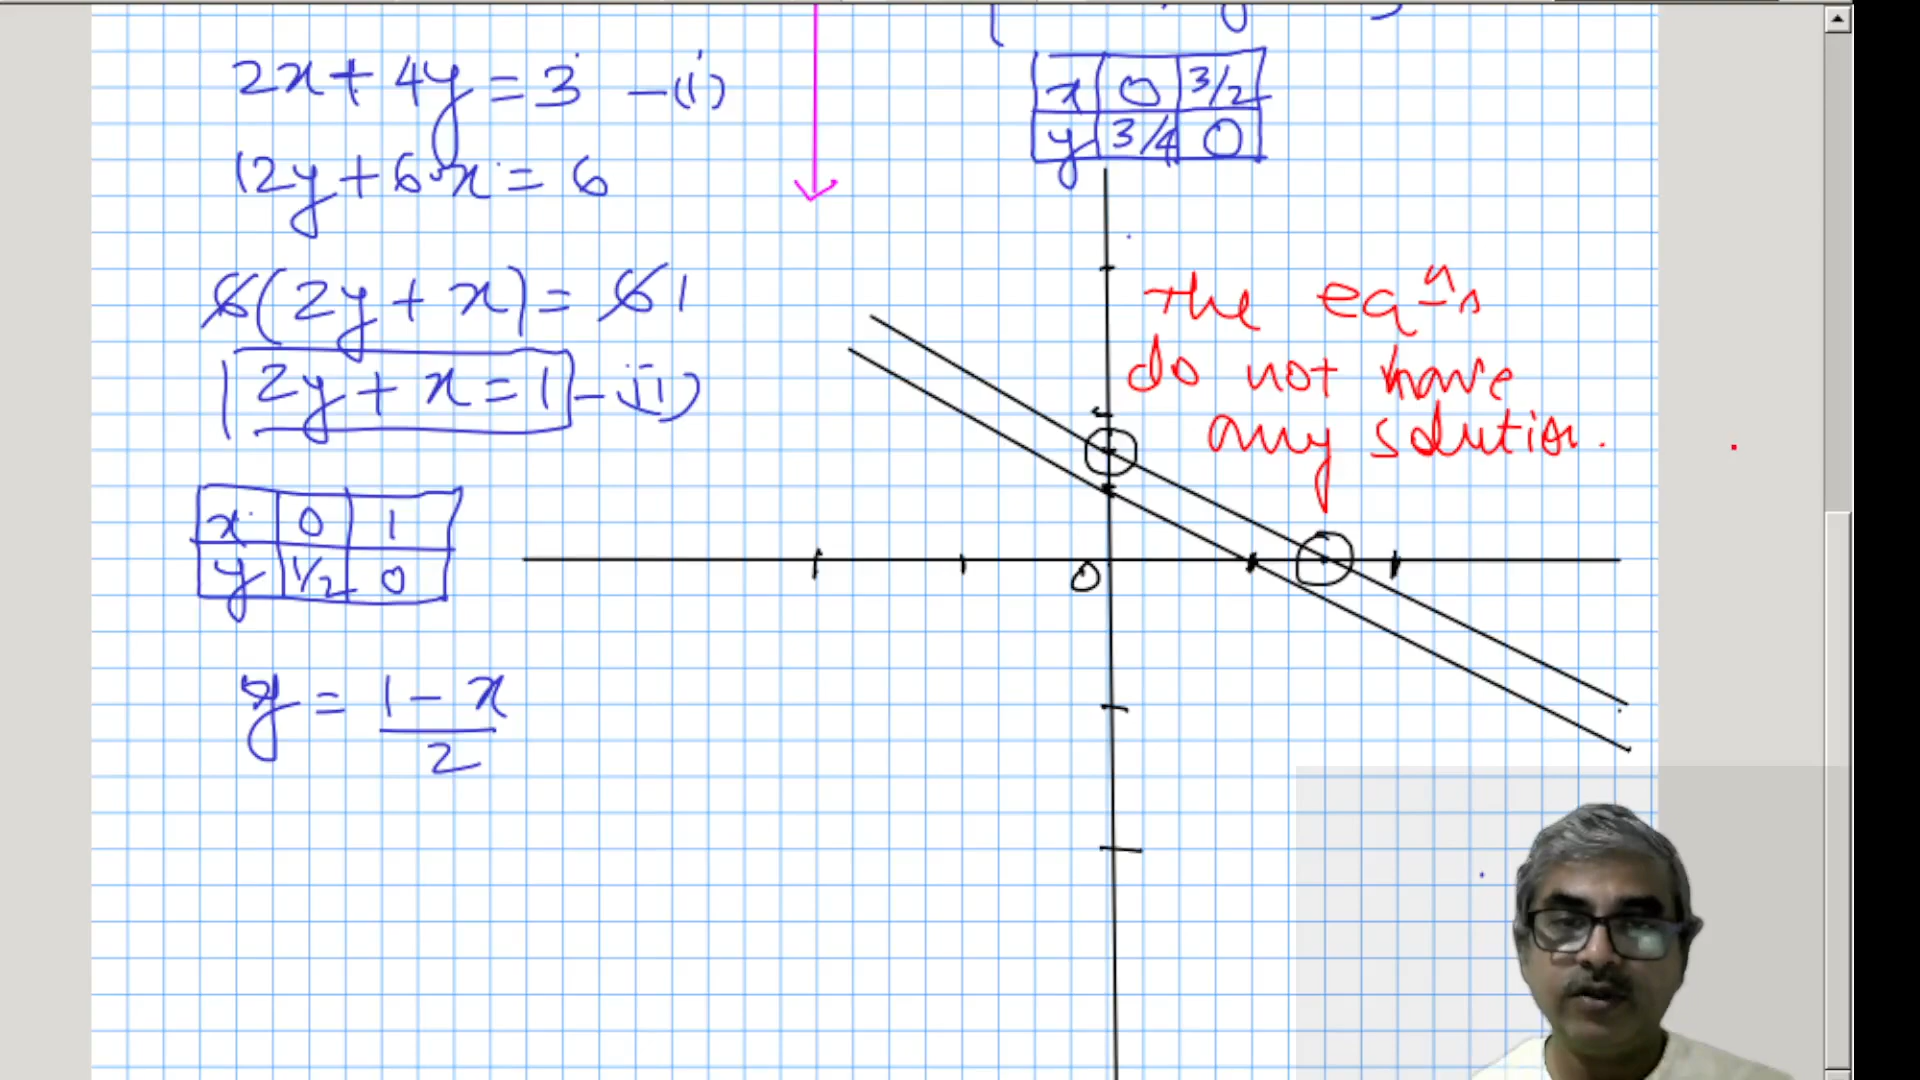 2x + 4y = 3 - (i)
12y + 6x = 6
6(2y + x) = 6 1
2y + x = 1 - ii)
x 0 1
y 1/2 0
y = 1 - x
2
x 0 3/2
y 3/4 0
the eqns
do not have
any solution.
0